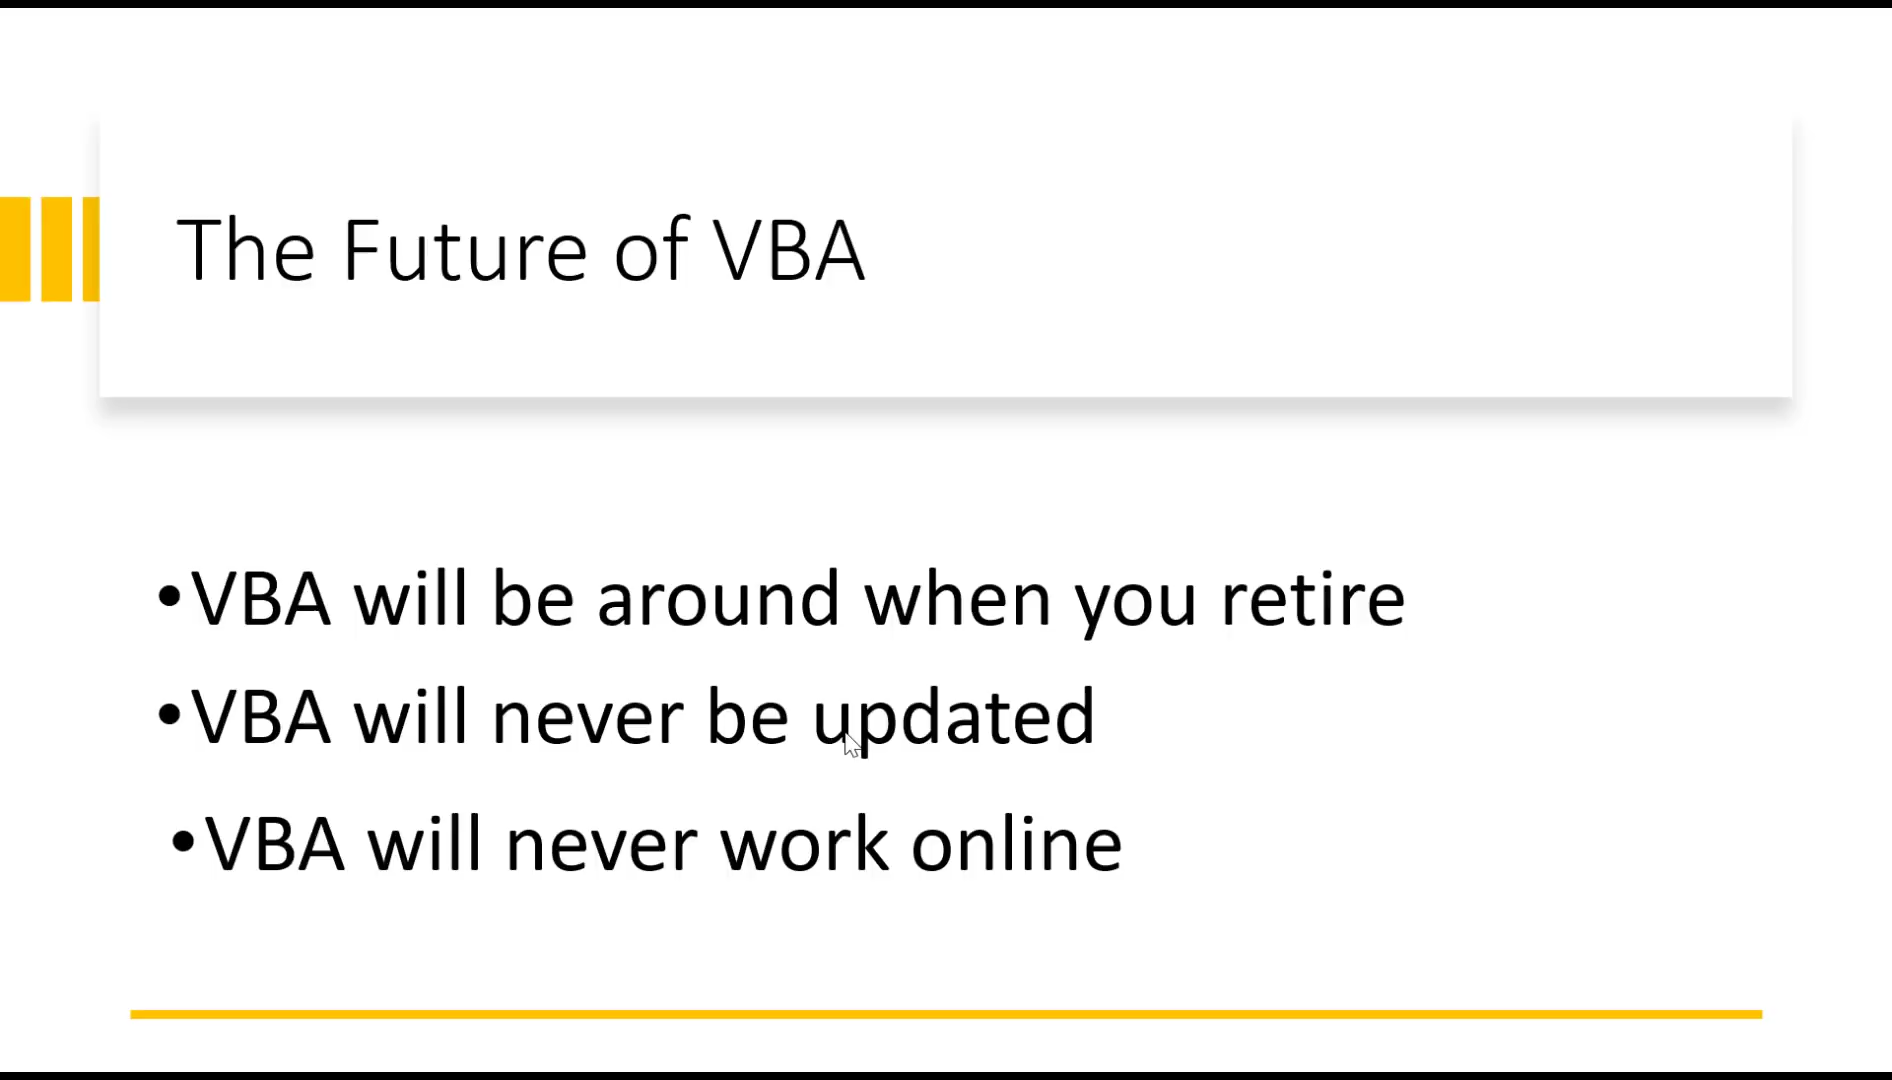 The Future of VBA
•VBA will be around when you retire
•VBA will never be updated
•VBA will never work online